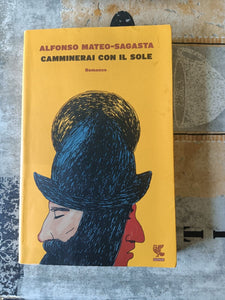 ALFONSO MATEO-SAGASTA
CAMMINERAI CON IL SOLE
Romanzo